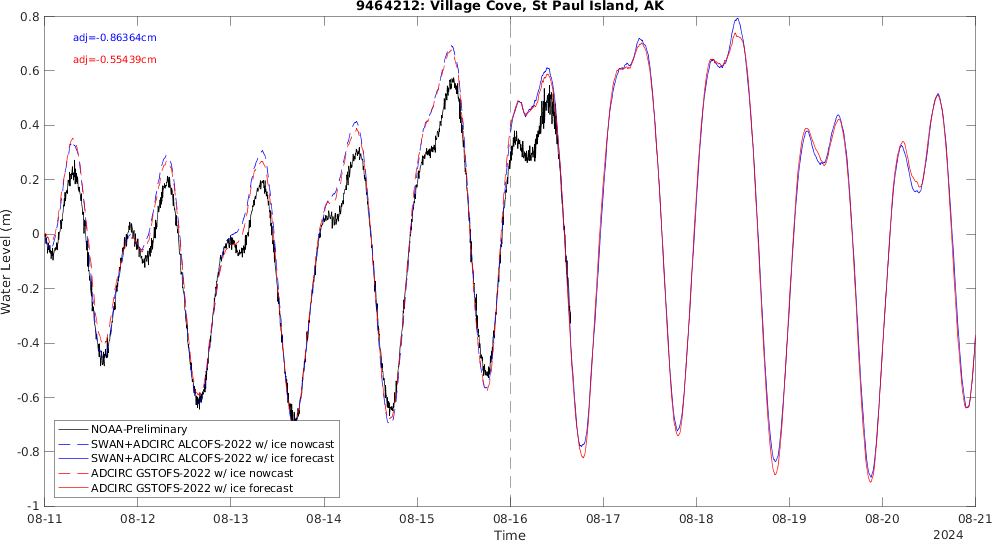 9464212: Village Cove, St Paul Island, AK
adj=-0.86364cm
adj=-0.55439cm
Water Level (m)
0.8
0.6
0.4
0.2
0
-0.2
-0.4
-0.6
-0.8
-1
NOAA-Preliminary
SWAN+ADCIRC ALCOFS-2022 w/ ice nowcast
SWAN+ADCIRC ALCOFS-2022 w/ ice forecast
ADCIRC GSTOFS-2022 w/ ice nowcast
ADCIRC GSTOFS-2022 w/ ice forecast
08-11 08-12 08-13 08-14 08-15 08-16 08-17 08-18 08-19 08-20 08-21
Time
2024